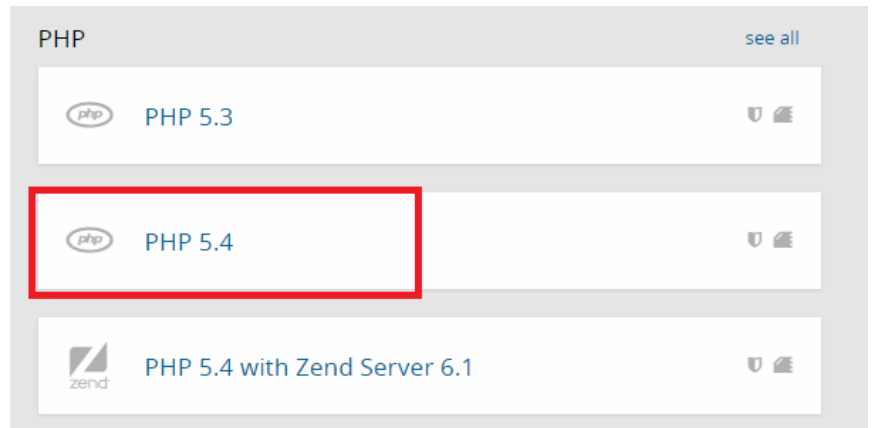 PHP
see all
php
PHP 5.3
php
PHP 5.4
zend
PHP 5.4 with Zend Server 6.1